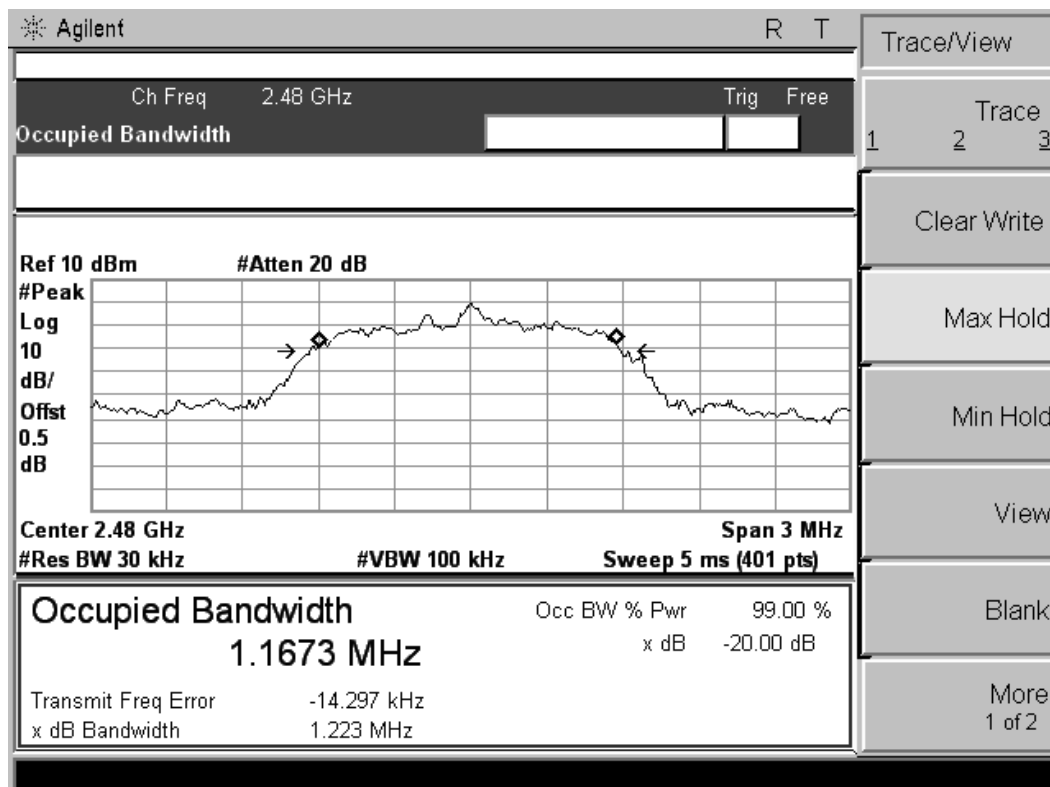 Agilent R T
Trace/View
Ch Freq 2.48 GHz Trig Free
Occupied Bandwidth
Trace
1 2 3
Clear Write
Max Hold
Min Hold
View
Blank
More
1 of 2
Ref 10 dBm #Atten 20 dB
#Peak
Log
10
dB/
Offst
0.5
dB
Center 2.48 GHz Span 3 MHz
#Res BW 30 kHz #VBW 100 kHz Sweep 5 ms (401 pts)
Occupied Bandwidth
1.1673 MHz
Occ BW % Pwr 99.00 %
x dB -20.00 dB
Transmit Freq Error -14.297 kHz
x dB Bandwidth 1.223 MHz